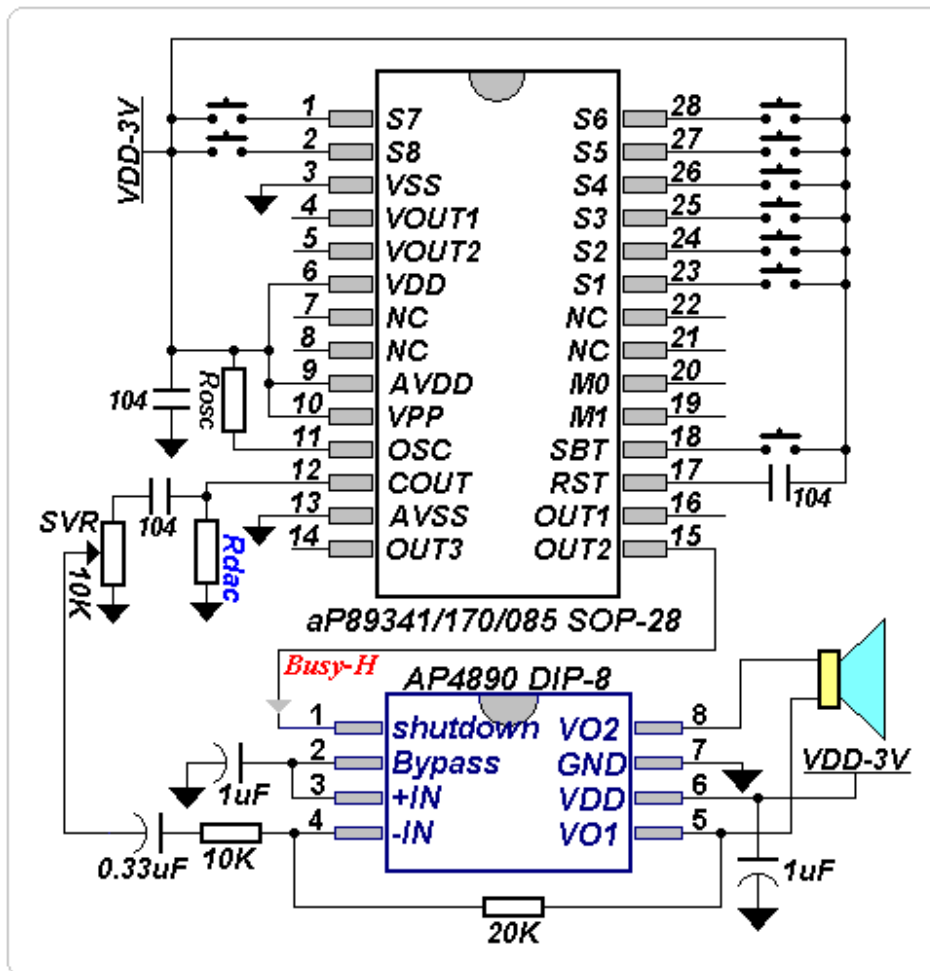 VDD-3V
1 S7
2 S8
3 VSS
4 VOUT1
5 VOUT2
6 VDD
7 NC
8 NC
9 AVDD
10 VPP
11 OSC
12 COUT
13 AVSS
14 OUT3
S6 28
S5 27
S4 26
S3 25
S2 24
S1 23
NC 22
NC 21
M0 20
M1 19
SBT 18
RST 17
OUT1 16
OUT2 15
104
Rosc
104
SVR
10K
104
Rdac
aP89341/170/085 SOP-28
Busy-H
AP4890 DIP-8
1 shutdown
2 Bypass
3 +IN
4 -IN
VO2 8
GND 7
VDD 6
VO1 5
VDD-3V
1uF
0.33uF
10K
1uF
20K